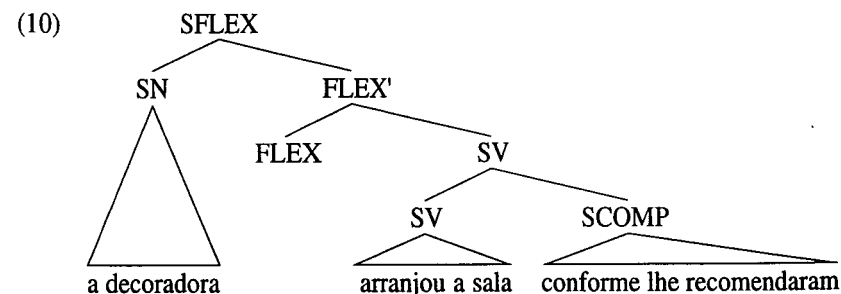 (10) SFLEX
SN FLEX'
FLEX SV
SV SCOMP
a decoradora arranjou a sala conforme lhe recomendaram